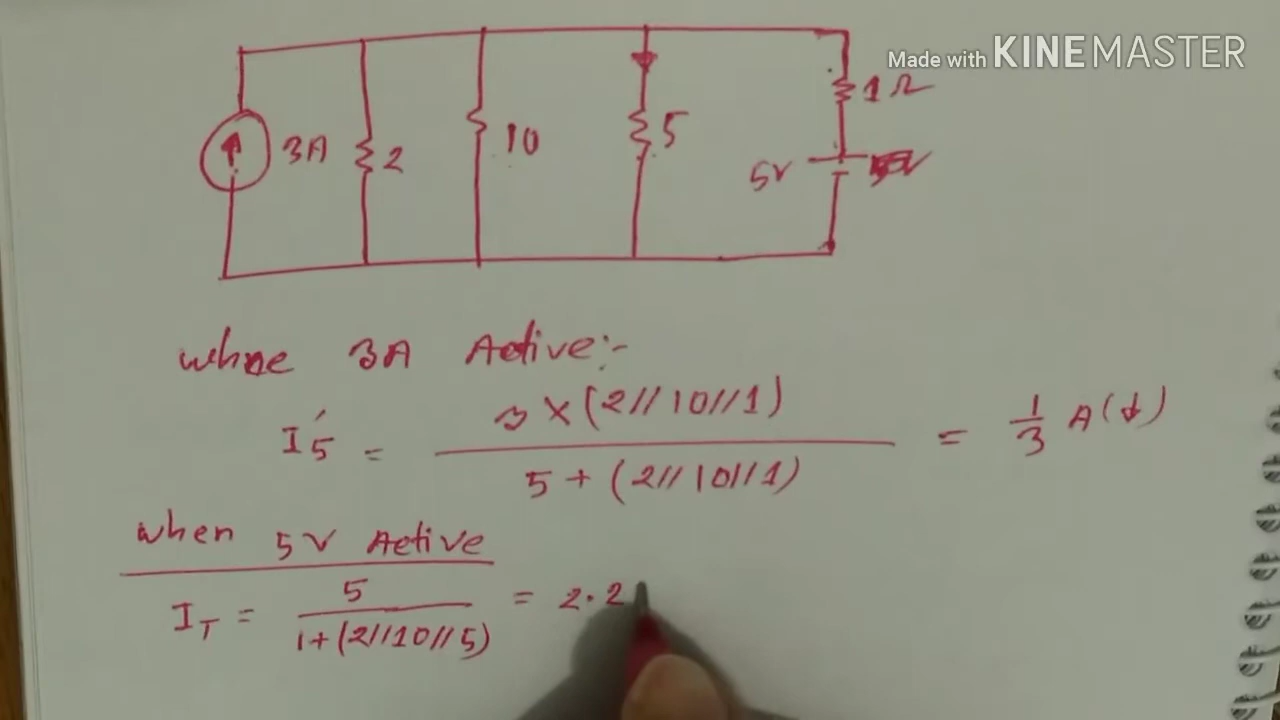 Made with KINEMASTER
1Ω
3A 2 10 5
5V
whne 3A Active:-
I'5 = 3 × (2//10//1) / 5 + (2//10//1) = 1/3 A(↓)
when 5V Active
IT = 5 / 1+(2//10//5) = 2.2